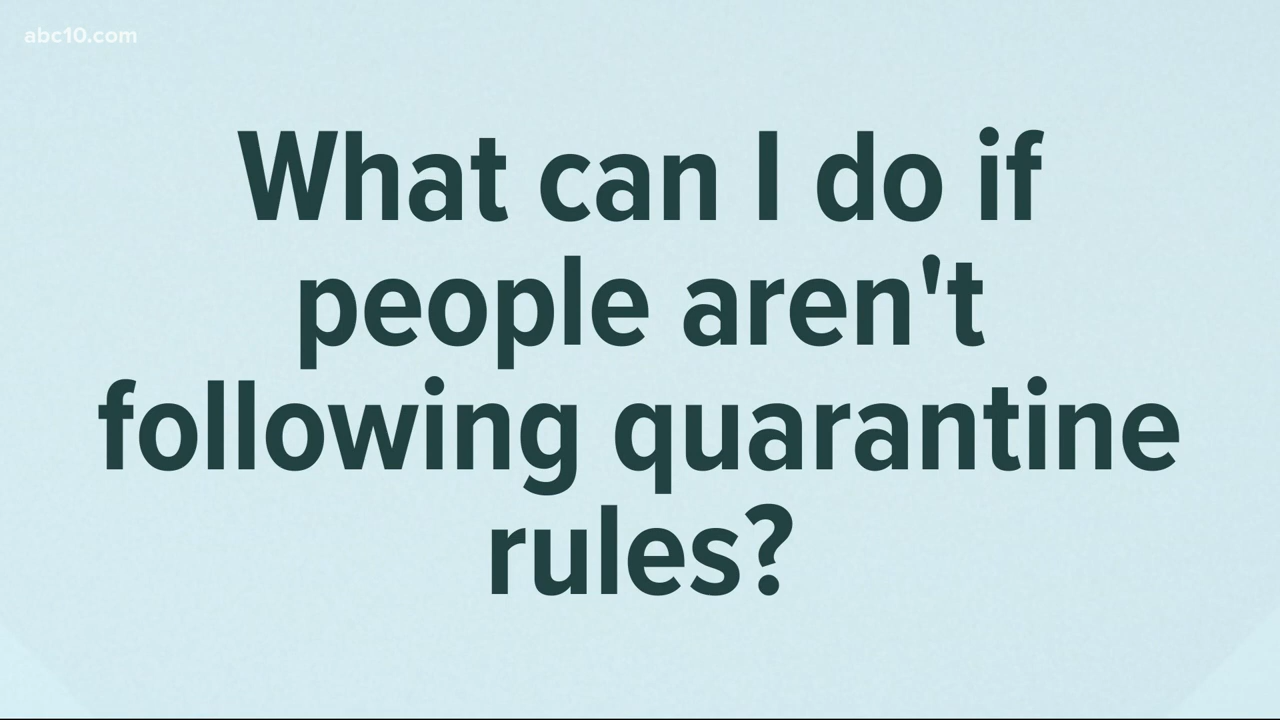 abc10.com
What can I do if
people aren't
following quarantine
rules?